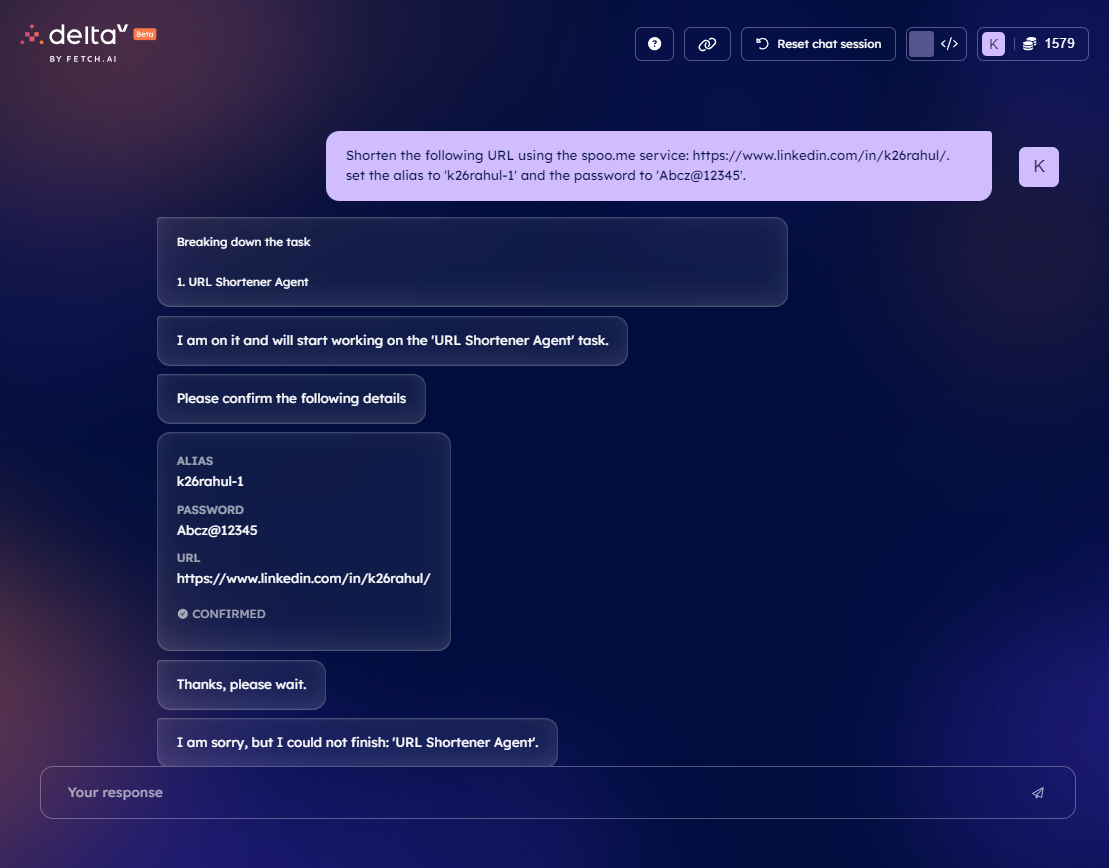 deltaV Beta
BY FETCH.AI
?
Reset chat session
</>
K
1579
Shorten the following URL using the spoo.me service: https://www.linkedin.com/in/k26rahul/.
set the alias to 'k26rahul-1' and the password to 'Abcz@12345'.
K
Breaking down the task
1. URL Shortener Agent
I am on it and will start working on the 'URL Shortener Agent' task.
Please confirm the following details
ALIAS
k26rahul-1
PASSWORD
Abcz@12345
URL
https://www.linkedin.com/in/k26rahul/
CONFIRMED
Thanks, please wait.
I am sorry, but I could not finish: 'URL Shortener Agent'.
Your response